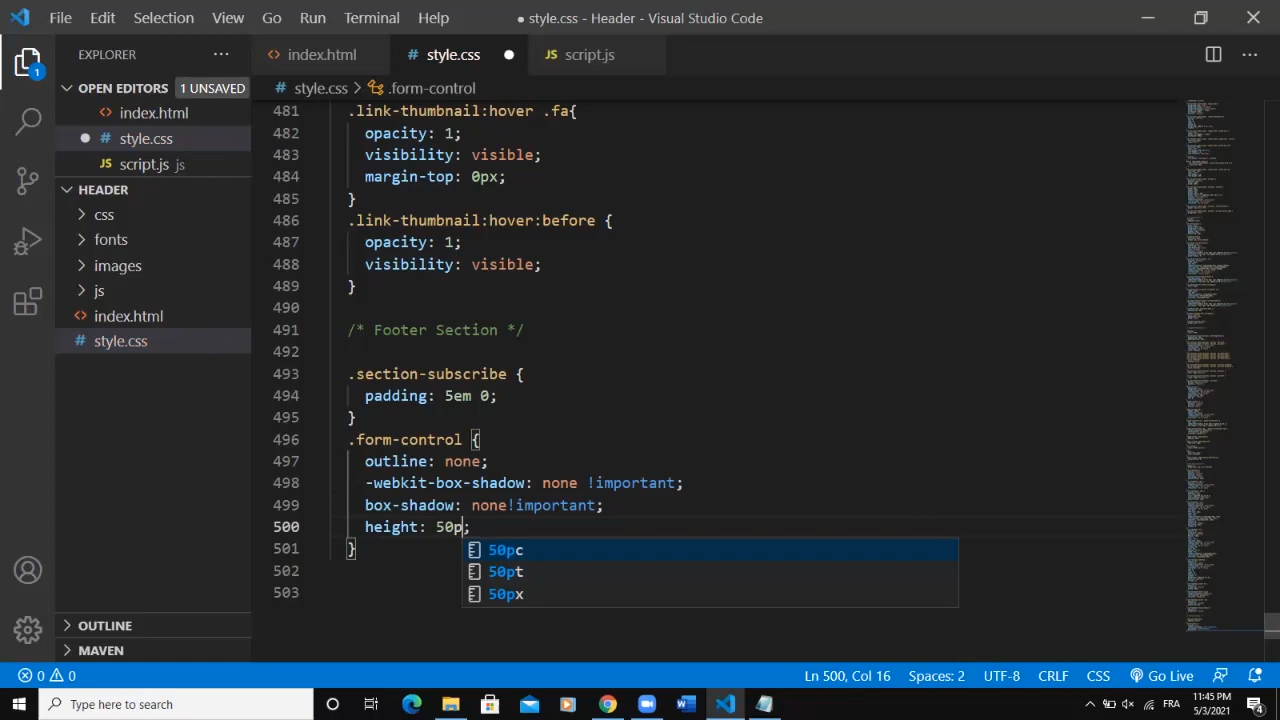 File Edit Selection View Go Run Terminal Help
● style.css - Header - Visual Studio Code
EXPLORER ···
index.html
# style.css
JS script.js
OPEN EDITORS 1 UNSAVED
# style.css > .form-control
index.html
# style.css
JS script.js js
HEADER
css
fonts
images
js
index.html
# style.css
OUTLINE
MAVEN
1
481 .link-thumbnail:hover .fa{
482 opacity: 1;
483 visibility: visible;
484 margin-top: 0px;
485 }
486 .link-thumbnail:hover:before {
487 opacity: 1;
488 visibility: visible;
489 }
490
491 /* Footer Section */
492
493 .section-subscribe {
494 padding: 5em 0;
495 }
496 .form-control {
497 outline: none;
498 -webkit-box-shadow: none !important;
499 box-shadow: none!important;
500 height: 50p;
501 }
502
503
50pc
50pt
50px
0 0
Ln 500, Col 16 Spaces: 2 UTF-8 CRLF CSS Go Live
Type here to search
FRA
11:45 PM
5/3/2021
4